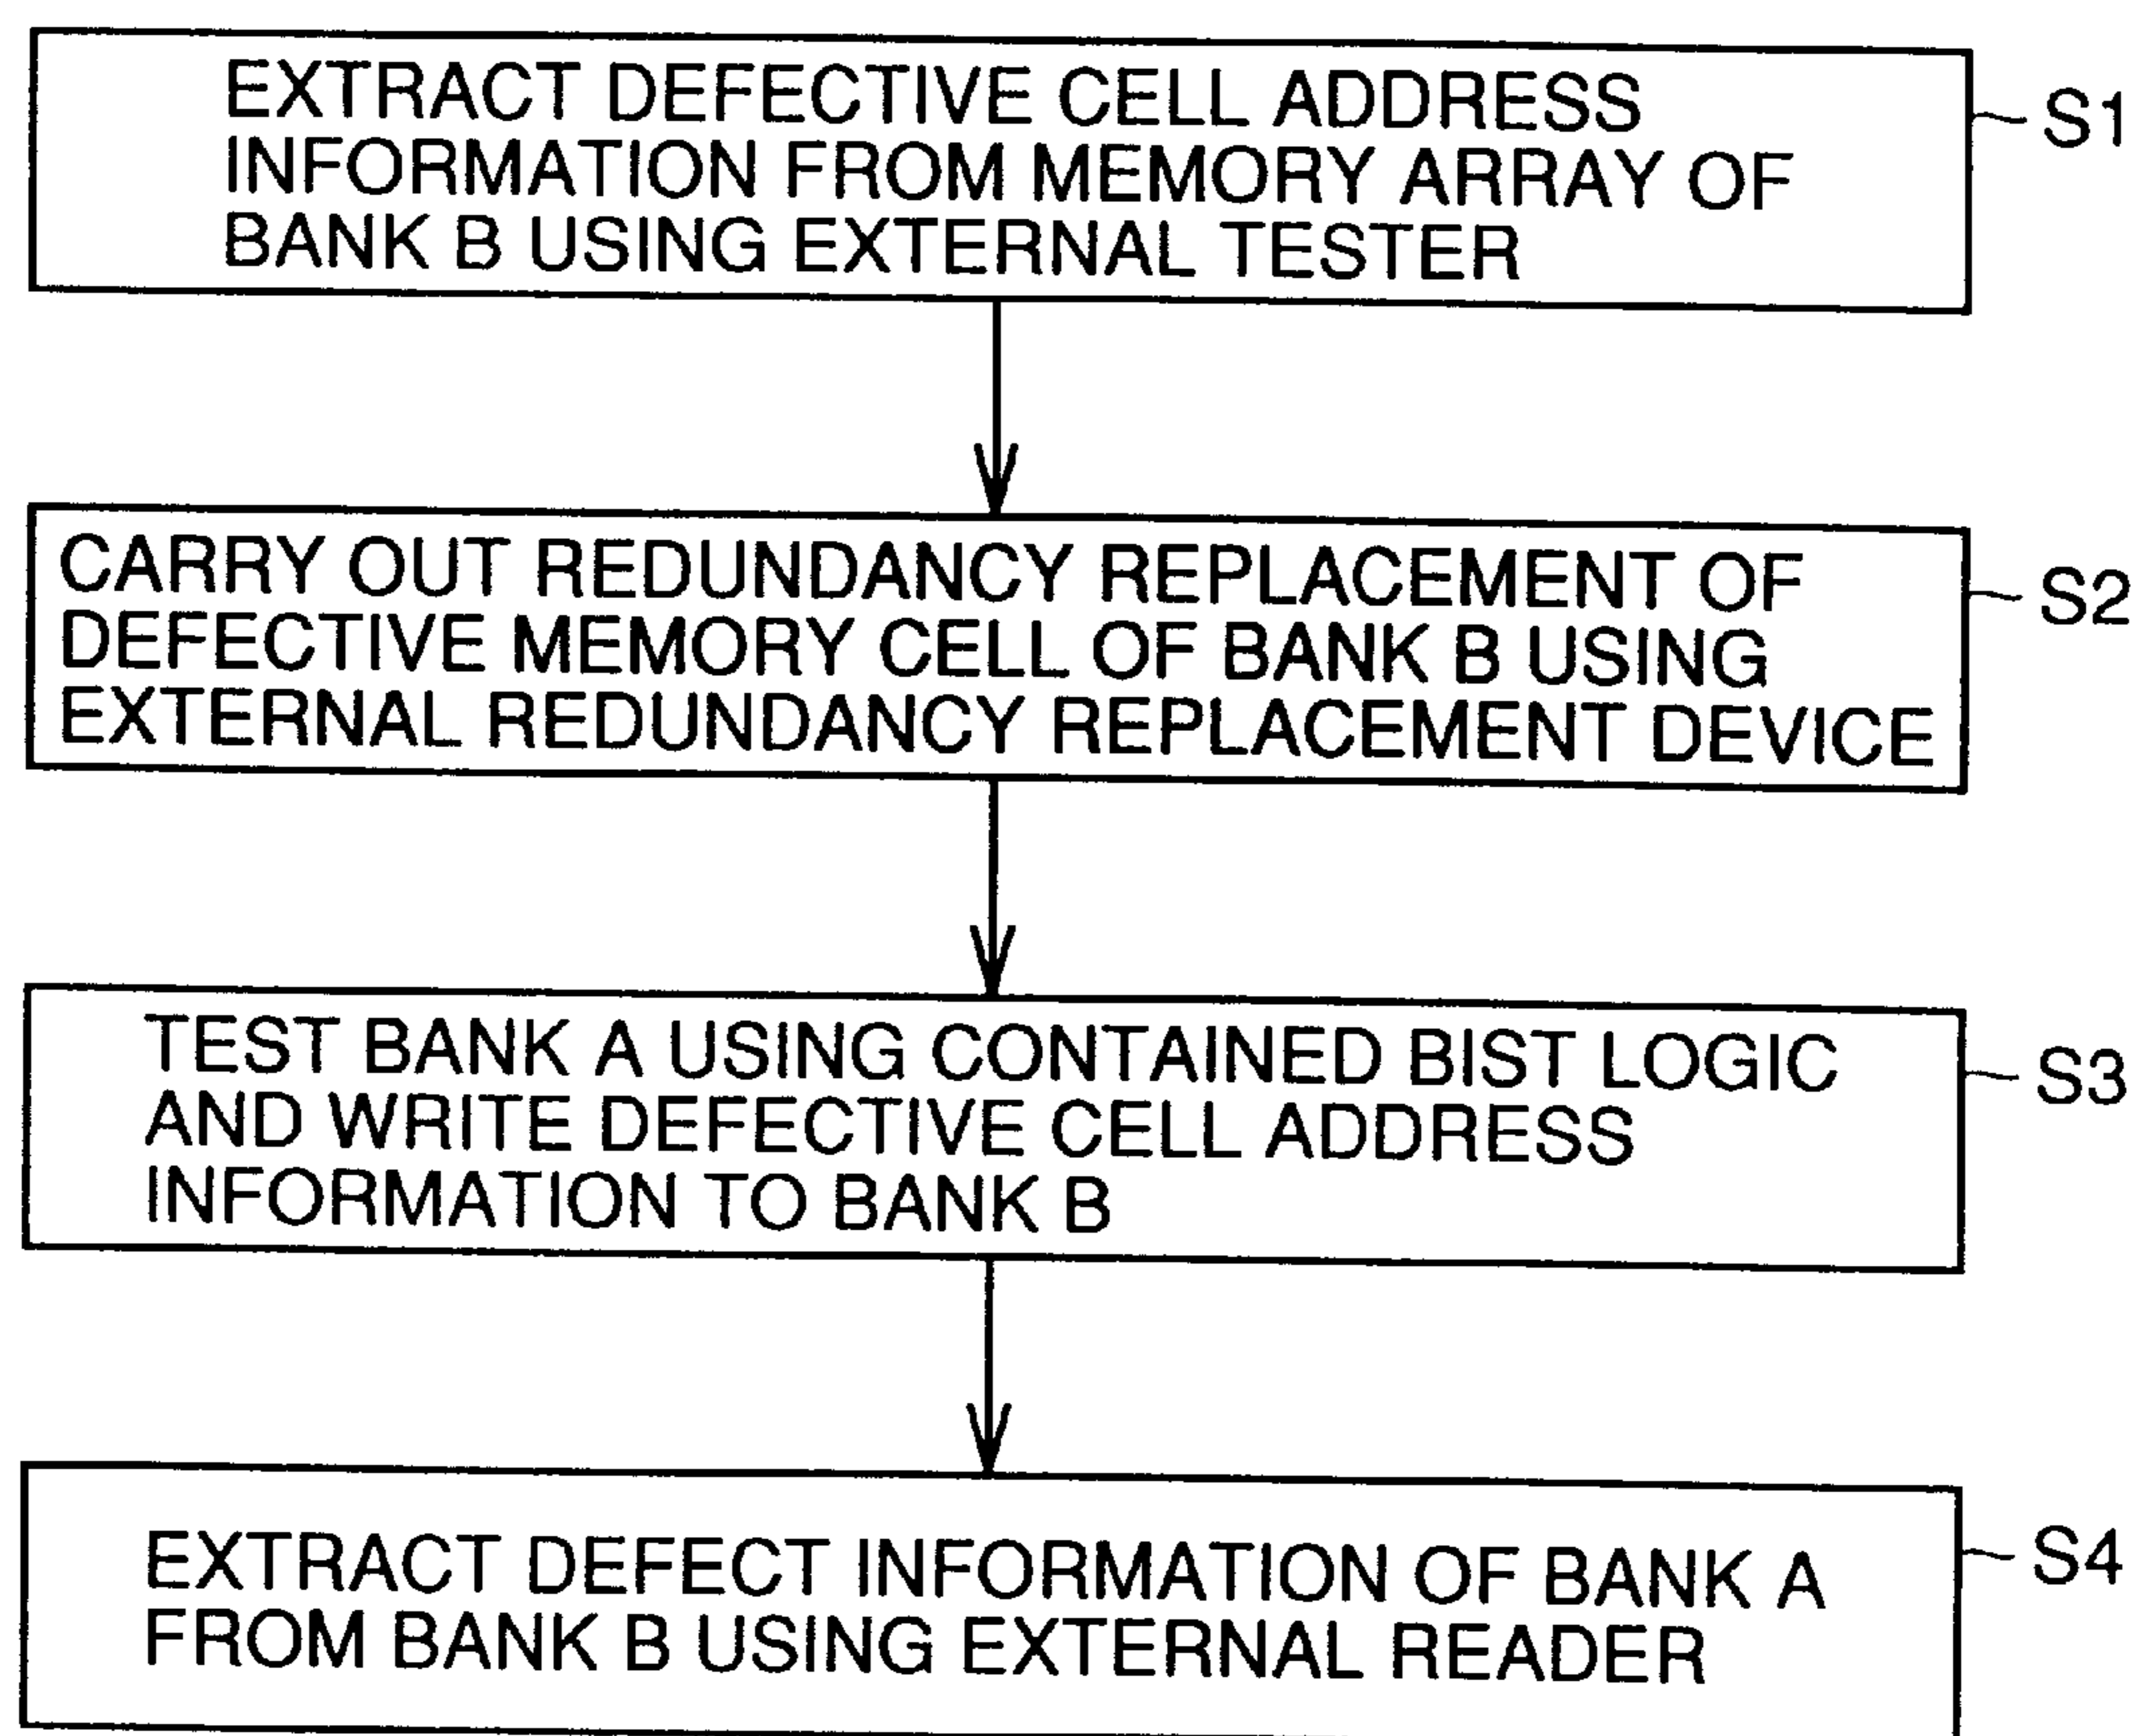 EXTRACT DEFECTIVE CELL ADDRESS
INFORMATION FROM MEMORY ARRAY OF
BANK B USING EXTERNAL TESTER
S1
CARRY OUT REDUNDANCY REPLACEMENT OF
DEFECTIVE MEMORY CELL OF BANK B USING
EXTERNAL REDUNDANCY REPLACEMENT DEVICE
S2
TEST BANK A USING CONTAINED BIST LOGIC
AND WRITE DEFECTIVE CELL ADDRESS
INFORMATION TO BANK B
S3
EXTRACT DEFECT INFORMATION OF BANK A
FROM BANK B USING EXTERNAL READER
S4